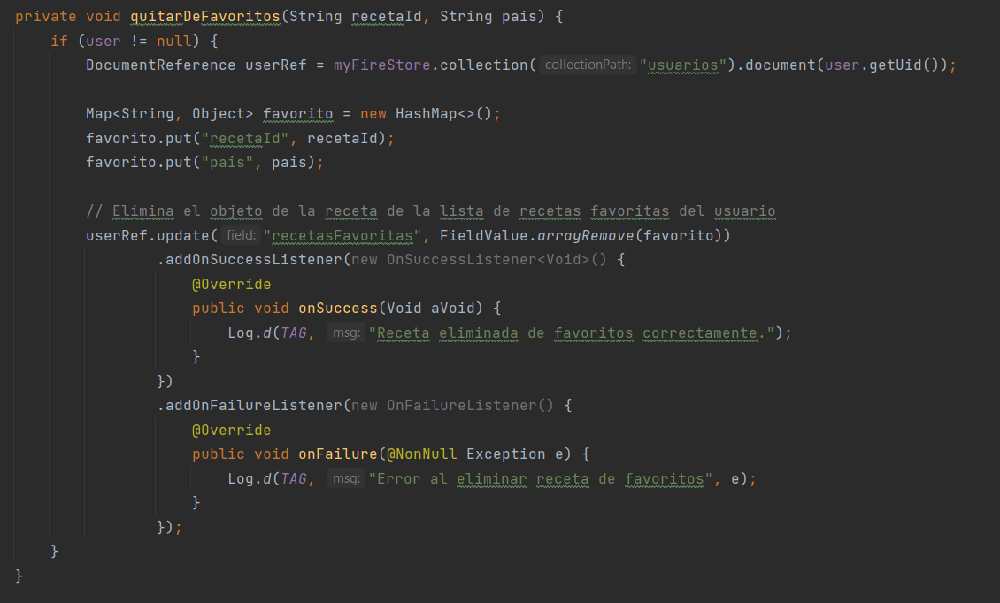 private void quitarDeFavoritos(String recetaId, String pais) {
if (user != null) {
DocumentReference userRef = myFireStore.collection( collectionPath: "usuarios").document(user.getUid());
Map<String, Object> favorito = new HashMap<>();
favorito.put("recetaId", recetaId);
favorito.put("pais", pais);
// Elimina el objeto de la receta de la lista de recetas favoritas del usuario
userRef.update( field: "recetasFavoritas", FieldValue.arrayRemove(favorito))
.addOnSuccessListener(new OnSuccessListener<Void>() {
@Override
public void onSuccess(Void aVoid) {
Log.d(TAG, msg: "Receta eliminada de favoritos correctamente.");
}
})
.addOnFailureListener(new OnFailureListener() {
@Override
public void onFailure(@NonNull Exception e) {
Log.d(TAG, msg: "Error al eliminar receta de favoritos", e);
}
});
}
}